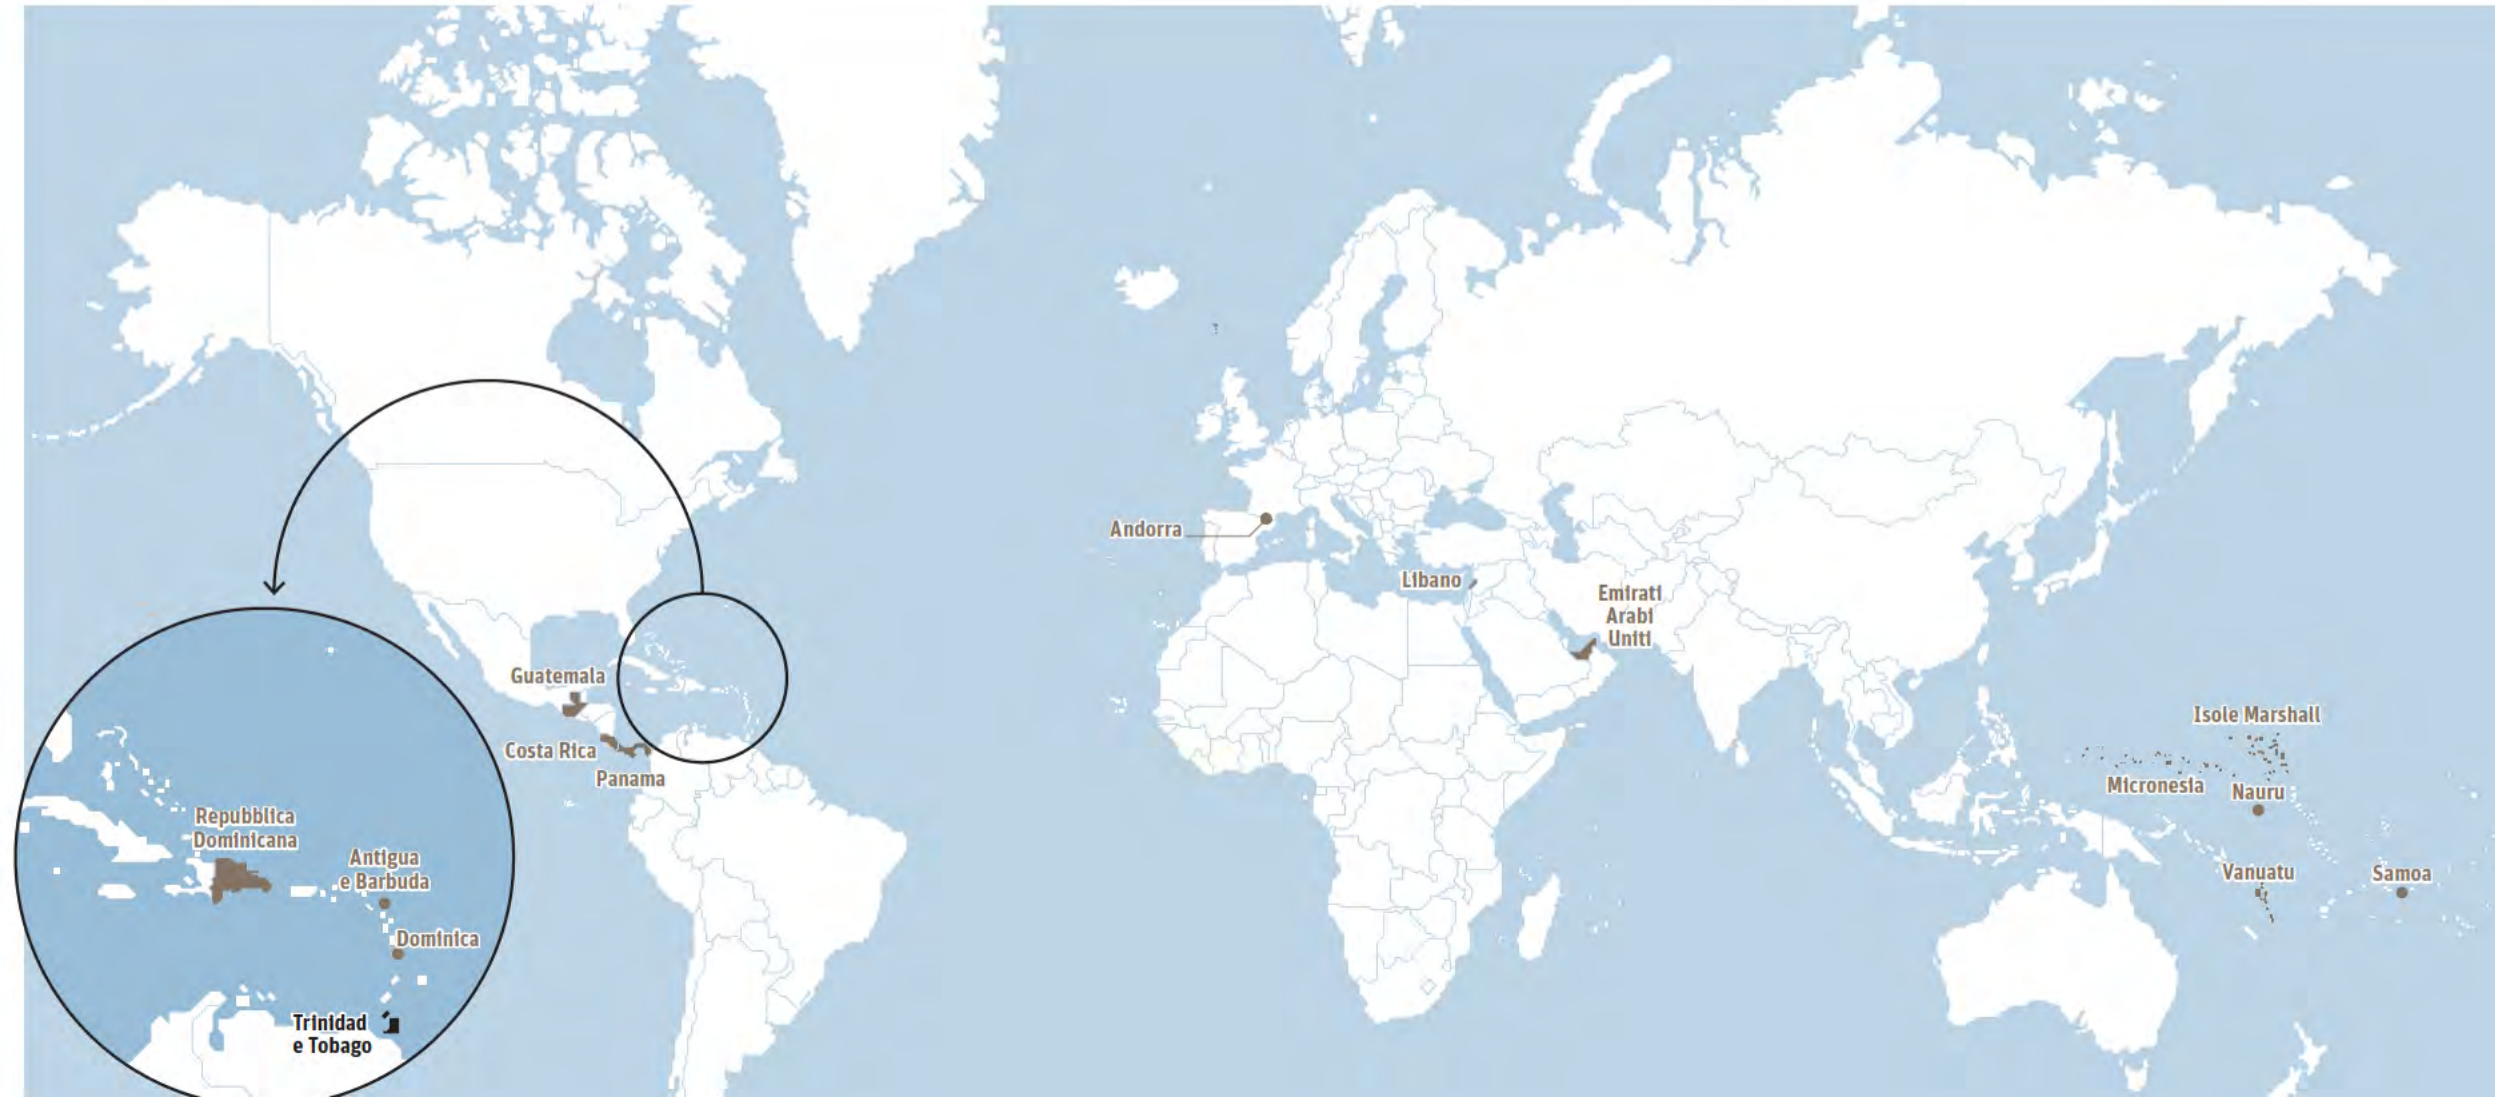 Andorra
Libano
Emirati
Arabi
Uniti
Guatemala
Costa Rica
Panama
Isole Marshall
Micronesia
Nauru
Vanuatu
Samoa
Repubblica
Dominicana
Antigua
e Barbuda
Dominica
Trinidad
e Tobago